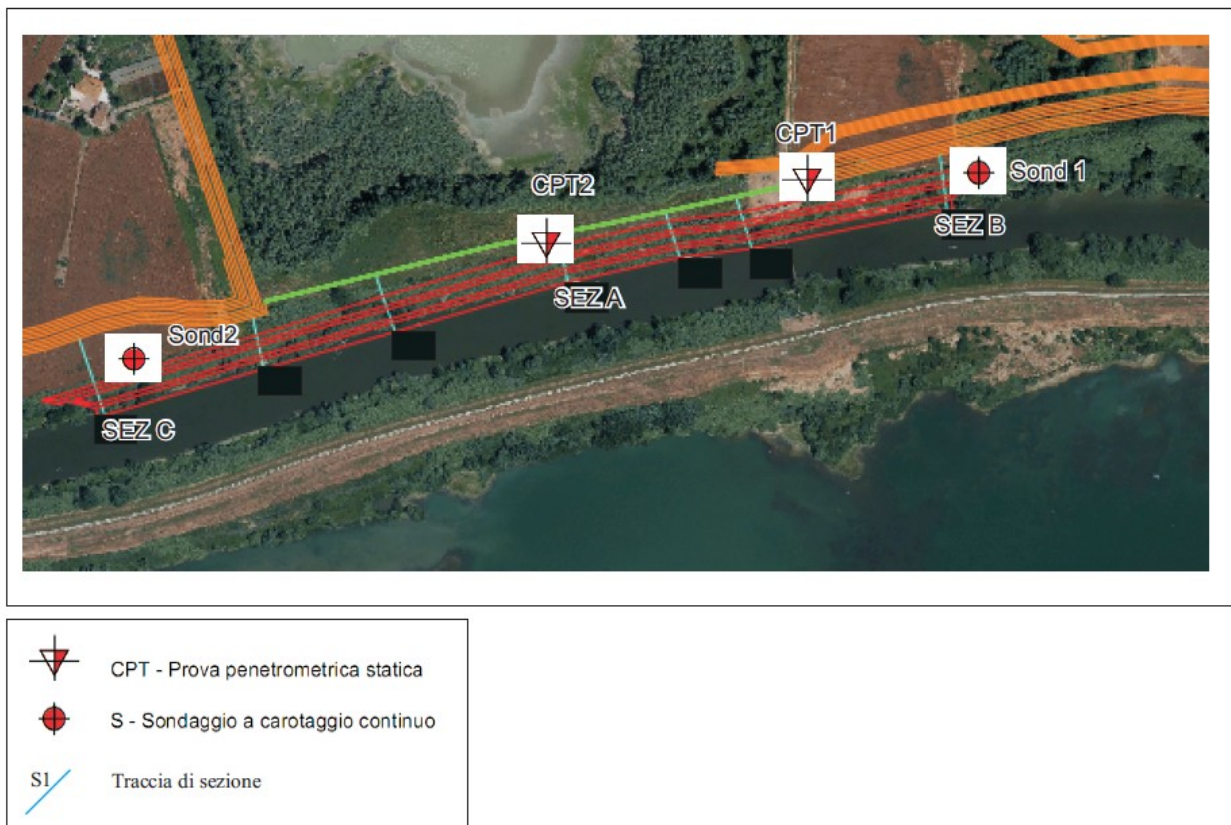 CPT1
CPT2
Sond 1
SEZ B
SEZ A
Sond2
SEZ C
CPT - Prova penetrometrica statica
S - Sondaggio a carotaggio continuo
S1
Traccia di sezione